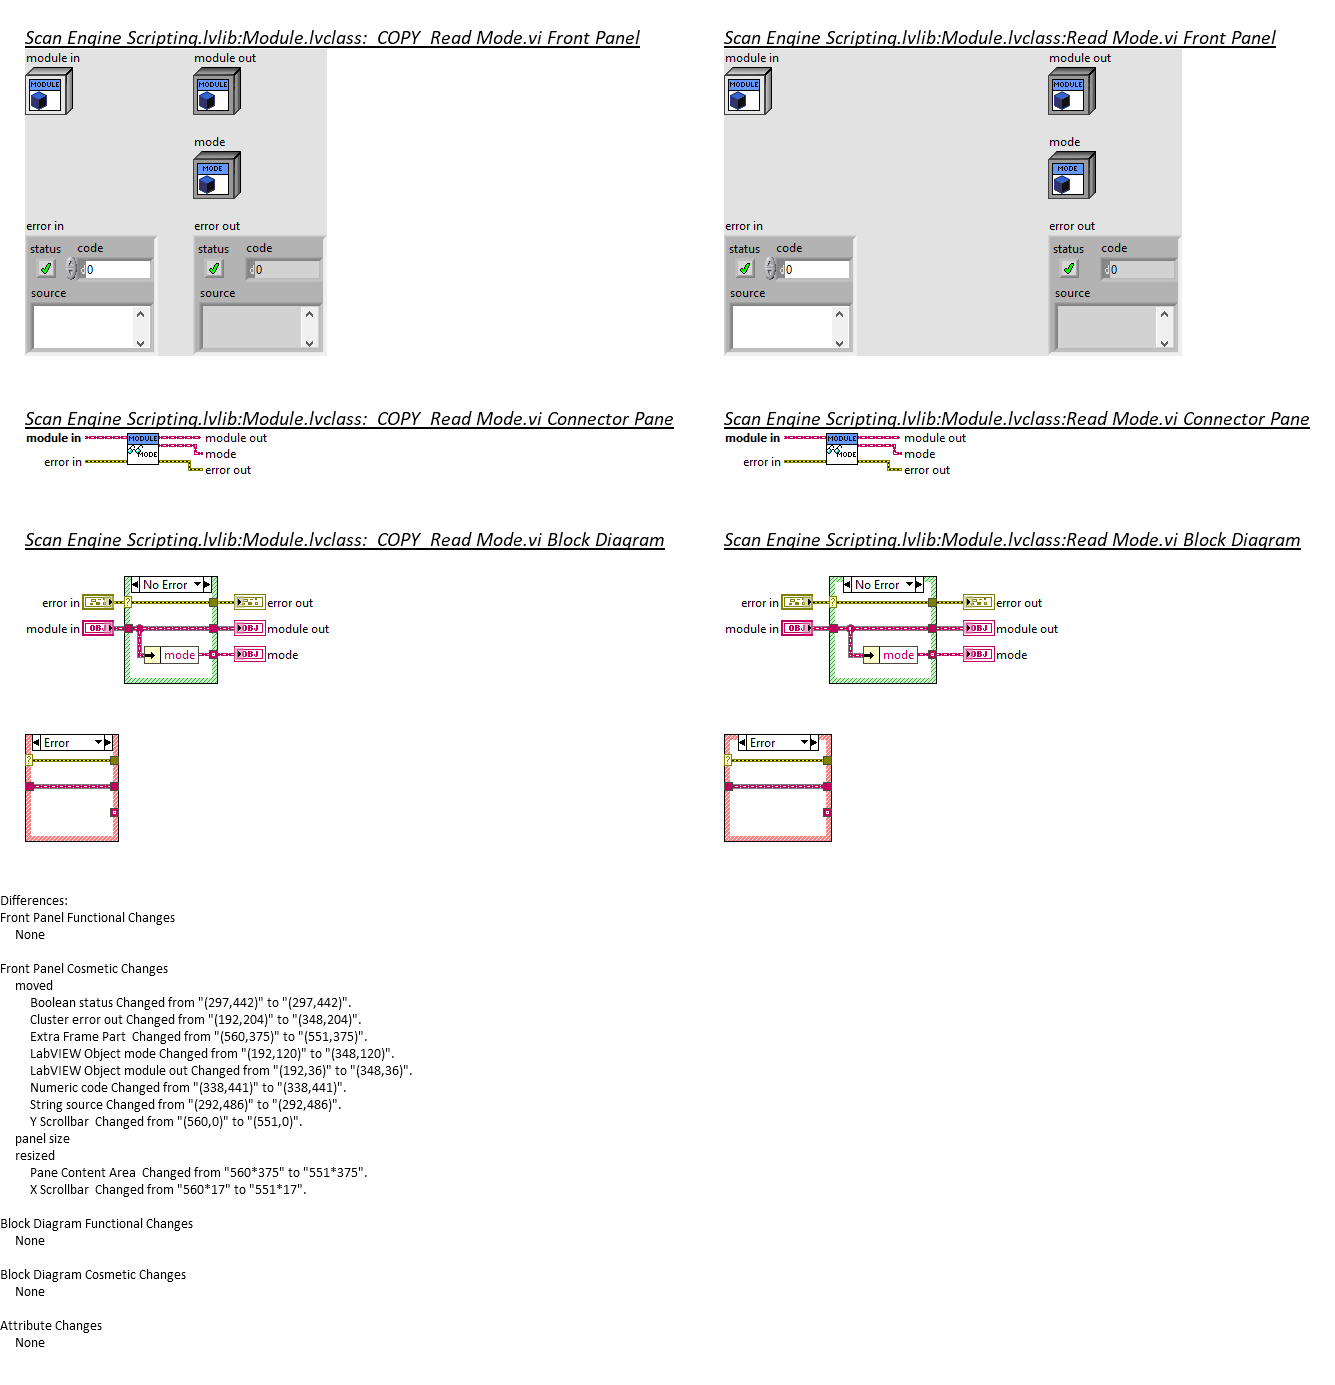 Scan Engine Scripting.lvlib:Module.lvclass:  COPY  Read Mode.vi Front Panel
module in
module out
MODULE
MODULE
mode
MODE
error in
error out
status code
status code
0
0
source
source
Scan Engine Scripting.lvlib:Module.lvclass:Read Mode.vi Front Panel
module in
module out
MODULE
MODULE
mode
MODE
error in
error out
status code
status code
d 0
d 0
source
source
Scan Engine Scripting.lvlib:Module.lvclass:  COPY  Read Mode.vi Connector Pane
module in
MODULE
MODE
module out
mode
error in
error out
Scan Engine Scripting.lvlib:Module.lvclass:Read Mode.vi Connector Pane
module in
MODULE
MODE
module out
mode
error in
error out
Scan Engine Scripting.lvlib:Module.lvclass:  COPY  Read Mode.vi Block Diagram
No Error
error in
?
error out
module in
OBJ
OBJ
module out
mode
OBJ
mode
Error
?
Scan Engine Scripting.lvlib:Module.lvclass:Read Mode.vi Block Diagram
No Error
error in
?
error out
module in
OBJ
OBJ
module out
mode
OBJ
mode
Error
?
Differences:
Front Panel Functional Changes
None
Front Panel Cosmetic Changes
moved
Boolean status Changed from "(297,442)" to "(297,442)".
Cluster error out Changed from "(192,204)" to "(348,204)".
Extra Frame Part  Changed from "(560,375)" to "(551,375)".
LabVIEW Object mode Changed from "(192,120)" to "(348,120)".
LabVIEW Object module out Changed from "(192,36)" to "(348,36)".
Numeric code Changed from "(338,441)" to "(338,441)".
String source Changed from "(292,486)" to "(292,486)".
Y Scrollbar  Changed from "(560,0)" to "(551,0)".
panel size
resized
Pane Content Area  Changed from "560*375" to "551*375".
X Scrollbar  Changed from "560*17" to "551*17".
Block Diagram Functional Changes
None
Block Diagram Cosmetic Changes
None
Attribute Changes
None